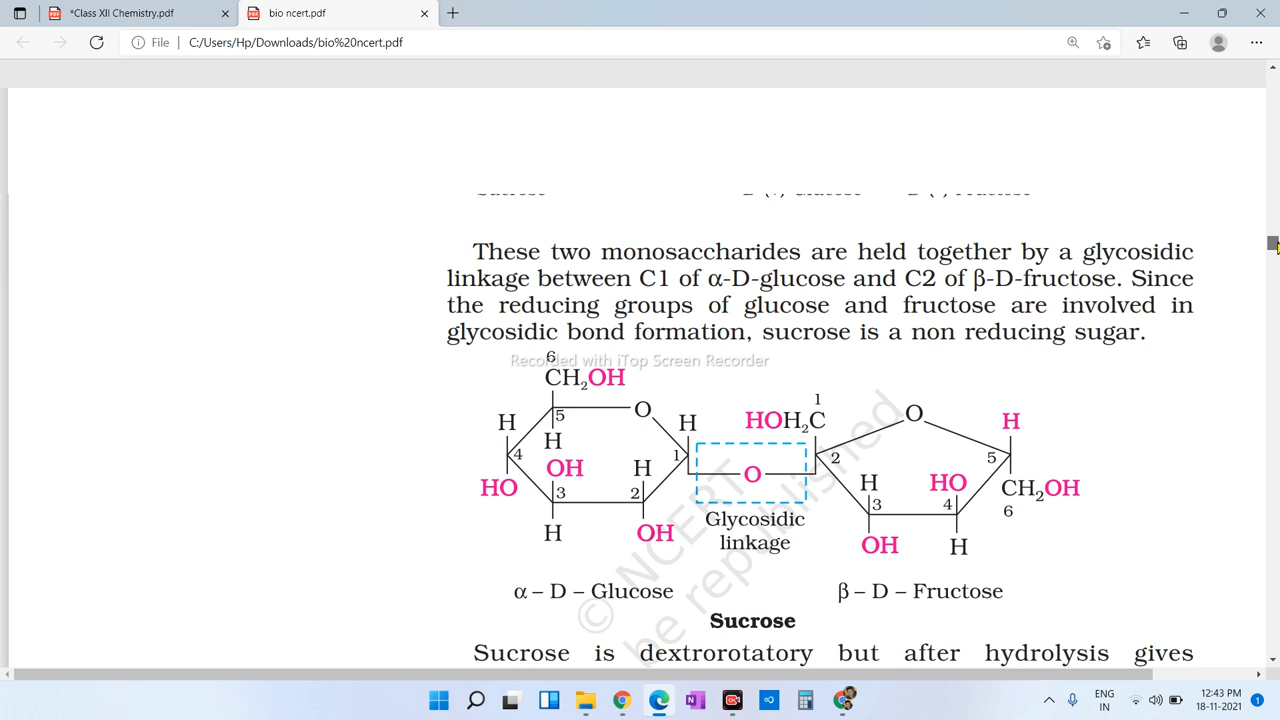 *Class XII Chemistry.pdf
bio ncert.pdf
File
C:/Users/Hp/Downloads/bio%20ncert.pdf
These two monosaccharides are held together by a glycosidic
linkage between C1 of α-D-glucose and C2 of β-D-fructose. Since
the reducing groups of glucose and fructose are involved in
glycosidic bond formation, sucrose is a non reducing sugar.
Recorded with iTop Screen Recorder
6
CH2OH
1
H 5 O H HOH2C O H
H
4 OH H 1 O 2 H HO 5
HO 3 2 3 4 CH2OH
6
H OH Glycosidic OH H
linkage
α – D – Glucose β – D – Fructose
Sucrose
© NCERT
be republished
Sucrose is dextrorotatory but after hydrolysis gives
ENG
IN
12:43 PM
18-11-2021
1